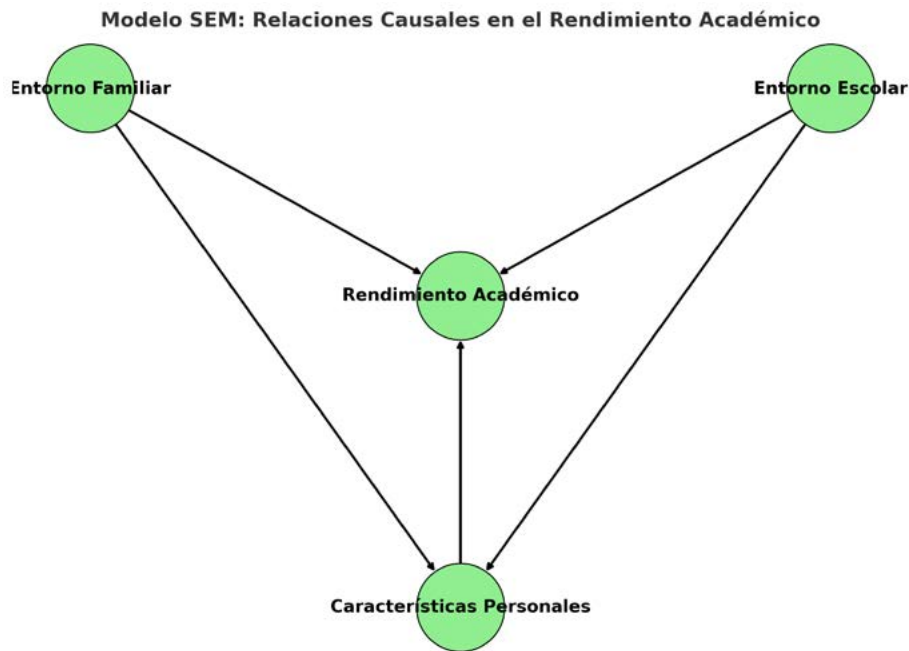 Modelo SEM: Relaciones Causales en el Rendimiento Académico
Entorno Familiar
Entorno Escolar
Rendimiento Académico
Características Personales